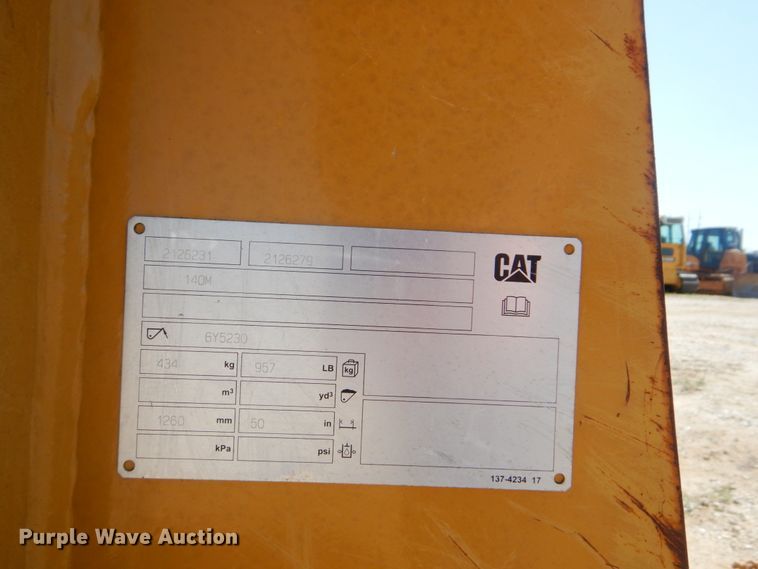 2126231 2126279
CAT
140M
6Y5230
434 kg 957 LB kg
m³ yd³
1260 mm 50 in
kPa psi
137-4234 17
Purple Wave Auction